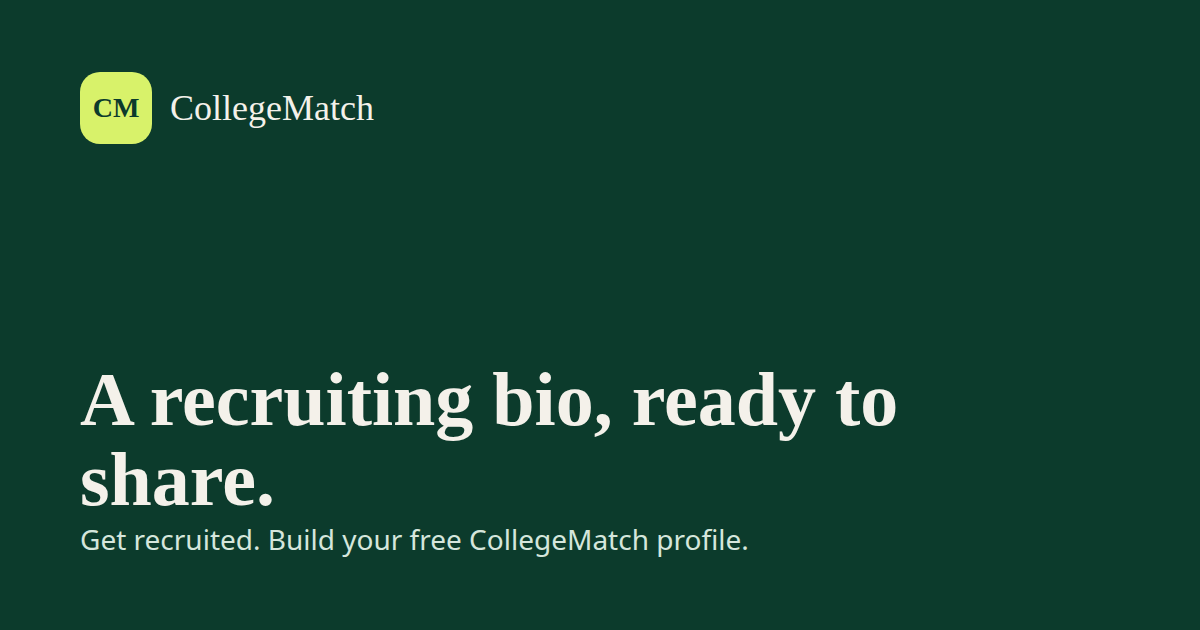 CM
CollegeMatch
A recruiting bio, ready to
share.
Get recruited. Build your free CollegeMatch profile.